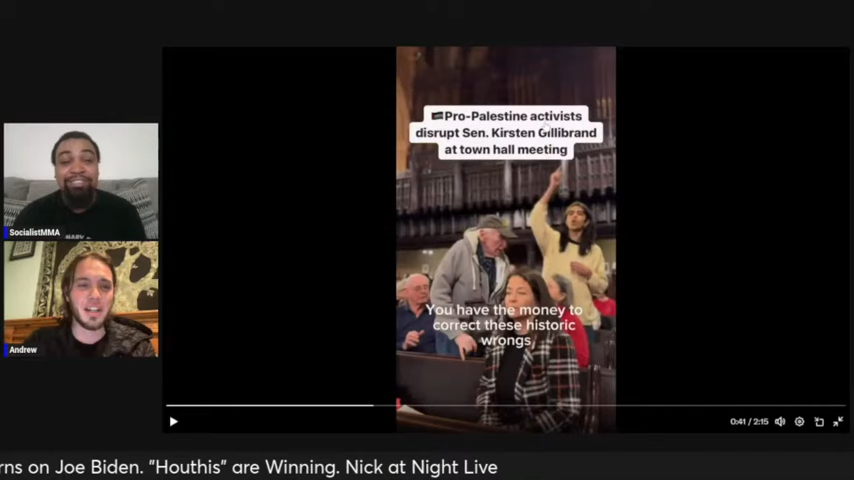 Pro-Palestine activists
disrupt Sen. Kirsten Gillibrand
at town hall meeting
SocialistMMA
You have the money to
correct these historic
wrongs
Andrew
0:41 / 2:15
rns on Joe Biden. "Houthis" are Winning. Nick at Night Live